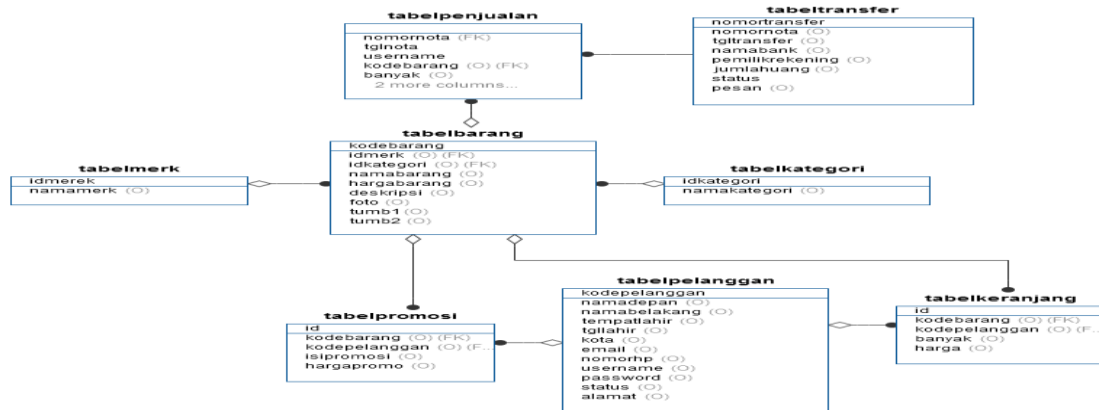 tabelpenjualan
nomornota (FK)
tglnota
username
kodebarang (O) (FK)
banyak (O)
2 more columns...
tabeltransfer
nomortransfer
nomornota (O)
tgltransfer (O)
namabank (O)
pemilikrekening (O)
jumlahuang (O)
status
pesan (O)
tabelmerk
idmerek
namamerk (O)
tabelbarang
kodebarang
idmerk (O) (FK)
idkategori (O) (FK)
namabarang (O)
hargabarang (O)
deskripsi (O)
foto (O)
tumb1 (O)
tumb2 (O)
tabelkategori
idkategori
namakategori (O)
tabelpromosi
id
kodebarang (O) (FK)
kodepelanggan (O) (F...
isipromosi (O)
hargapromo (O)
tabelpelanggan
kodepelanggan
namadepan (O)
namabelakang (O)
tempatlahir (O)
tgllahir (O)
kota (O)
email (O)
nomorhp (O)
username (O)
password (O)
status (O)
alamat (O)
tabelkeranjang
id
kodebarang (O) (FK)
kodepelanggan (O) (F...
banyak (O)
harga (O)